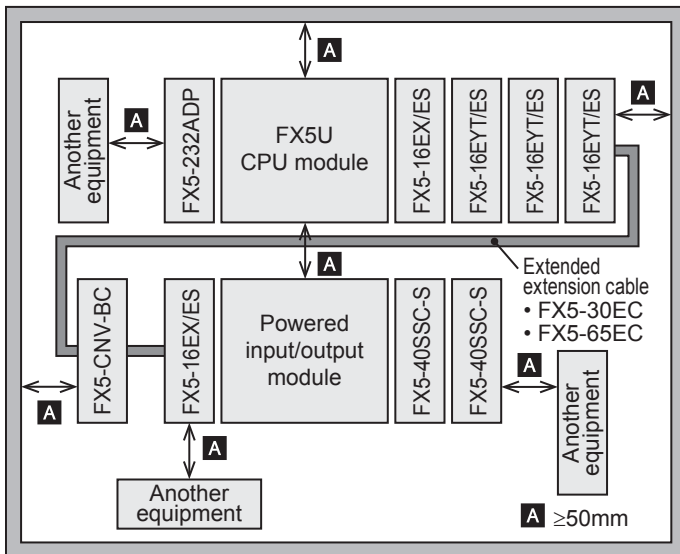 A
Another
equipment
A
FX5-232ADP
FX5U
CPU module
FX5-16EX/ES
FX5-16EYT/ES
FX5-16EYT/ES
FX5-16EYT/ES
A
A
Extended
extension cable
• FX5-30EC
• FX5-65EC
A
FX5-CNV-BC
FX5-16EX/ES
Powered
input/output
module
FX5-40SSC-S
FX5-40SSC-S
A
Another
equipment
A
Another
equipment
A ≥50mm